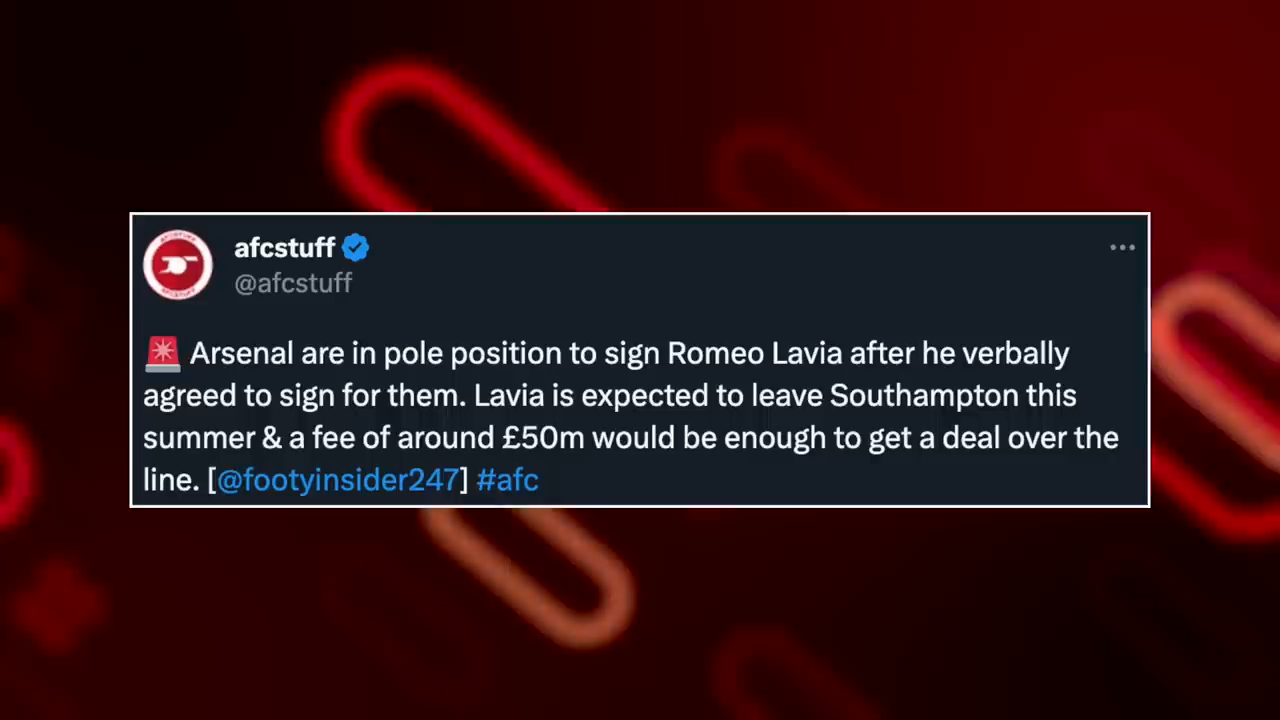 afcstuff
@afcstuff
🚨 Arsenal are in pole position to sign Romeo Lavia after he verbally
agreed to sign for them. Lavia is expected to leave Southampton this
summer & a fee of around £50m would be enough to get a deal over the
line. [@footyinsider247] #afc